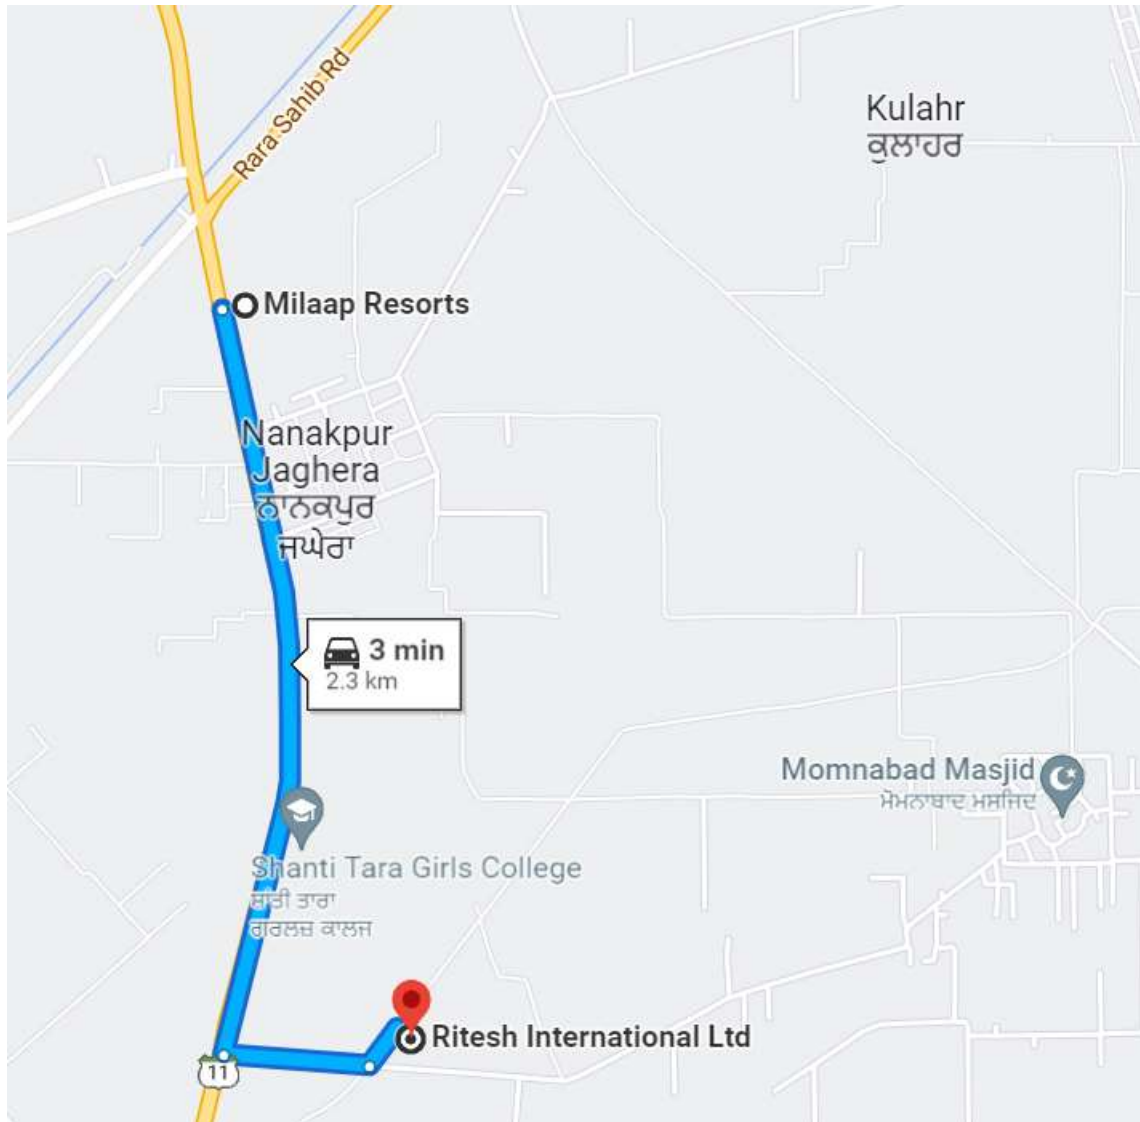 Rara Sahib Rd
Kulahr
ਕੁਲਾਹਰ
Milaap Resorts
Nanakpur
Jaghera
ਨਾਨਕਪੁਰ
ਜਘੇਰਾ
3 min
2.3 km
Momnabad Masjid
ਮੋਮਨਾਬਾਦ ਮਸਜਿਦ
Shanti Tara Girls College
ਸ਼ਾਂਤੀ ਤਾਰਾ
ਗਰਲਜ਼ ਕਾਲਜ
Ritesh International Ltd
11